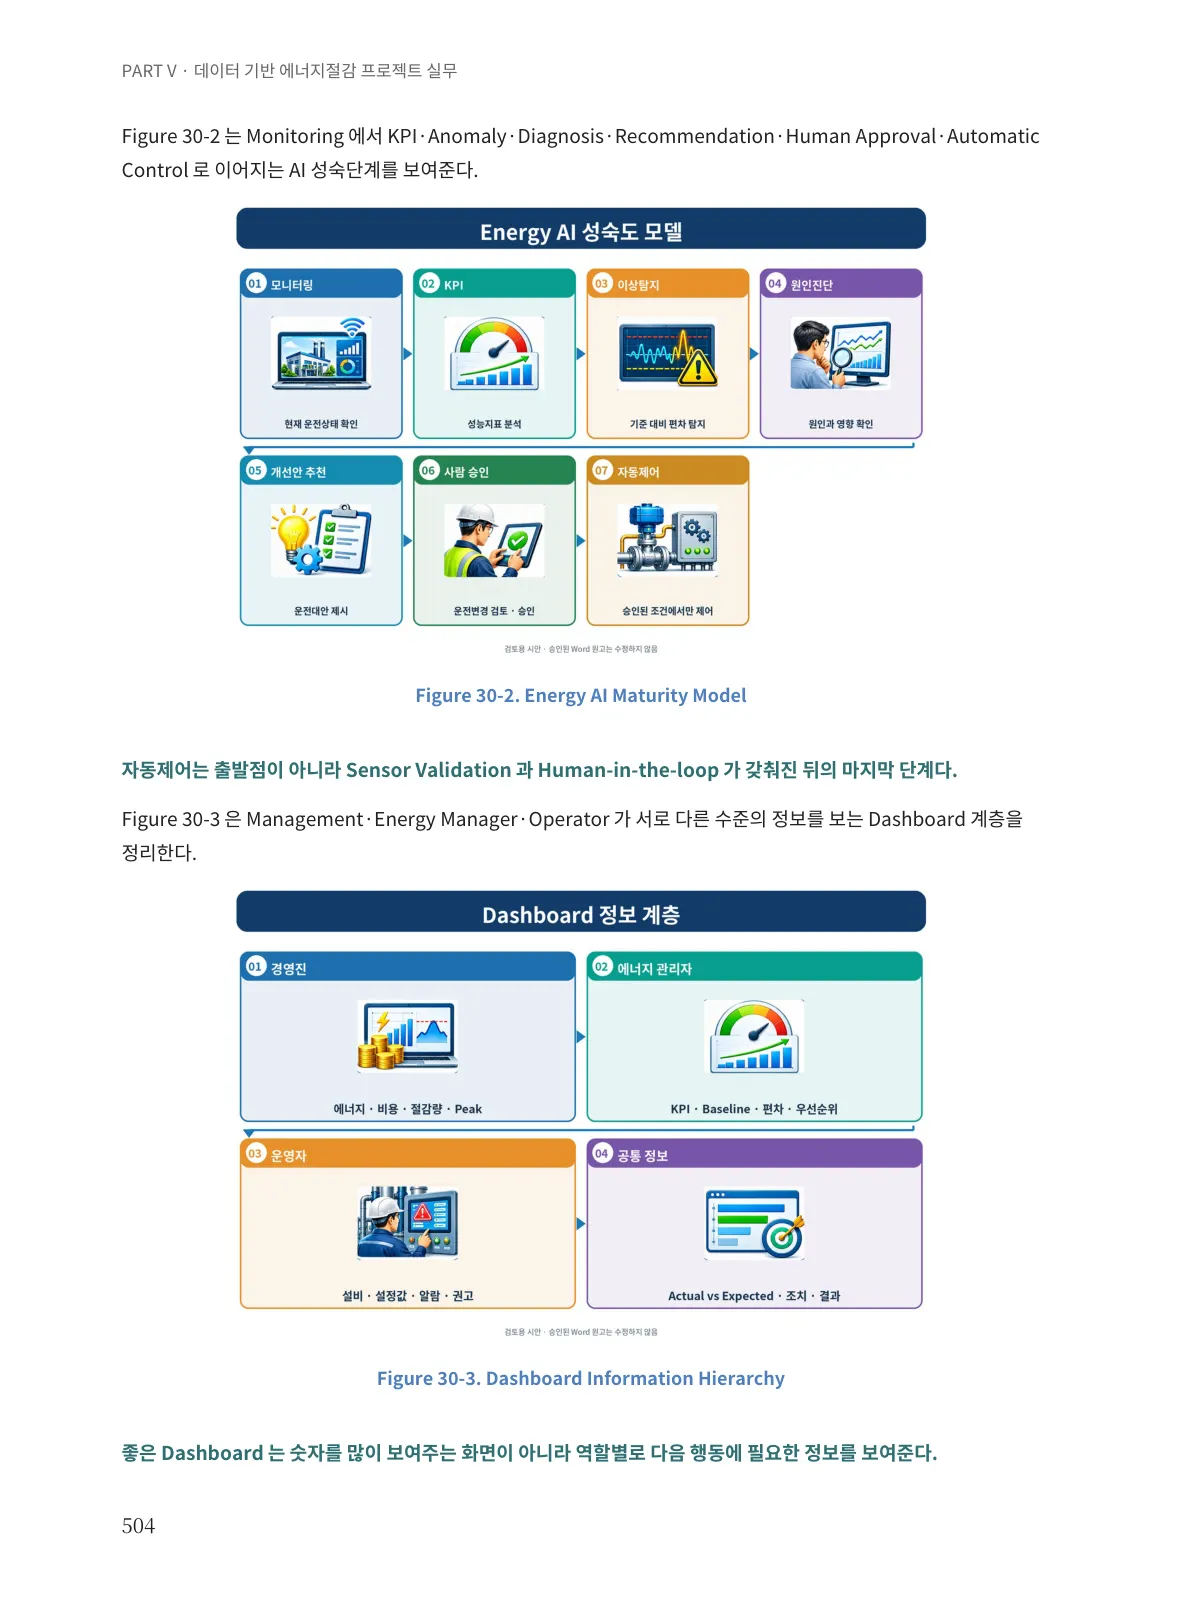 PART V · 데이터 기반 에너지절감 프로젝트 실무
Figure 30-2 는 Monitoring 에서 KPI·Anomaly·Diagnosis·Recommendation·Human Approval·Automatic
Control 로 이어지는 AI 성숙단계를 보여준다.
Energy AI 성숙도 모델
01 모니터링
현재 운전상태 확인
02 KPI
성능지표 분석
03 이상탐지
기준 대비 편차 탐지
04 원인진단
원인과 영향 확인
05 개선안 추천
운전대안 제시
06 사람 승인
운전변경 검토 · 승인
07 자동제어
승인된 조건에서만 제어
검토용 시안 · 승인된 Word 원고는 수정하지 않음
Figure 30-2. Energy AI Maturity Model
자동제어는 출발점이 아니라 Sensor Validation 과 Human-in-the-loop 가 갖춰진 뒤의 마지막 단계다.
Figure 30-3 은 Management·Energy Manager·Operator 가 서로 다른 수준의 정보를 보는 Dashboard 계층을
정리한다.
Dashboard 정보 계층
01 경영진
에너지 · 비용 · 절감량 · Peak
02 에너지 관리자
KPI · Baseline · 편차 · 우선순위
03 운영자
설비 · 설정값 · 알람 · 권고
04 공통 정보
Actual vs Expected · 조치 · 결과
검토용 시안 · 승인된 Word 원고는 수정하지 않음
Figure 30-3. Dashboard Information Hierarchy
좋은 Dashboard 는 숫자를 많이 보여주는 화면이 아니라 역할별로 다음 행동에 필요한 정보를 보여준다.
504